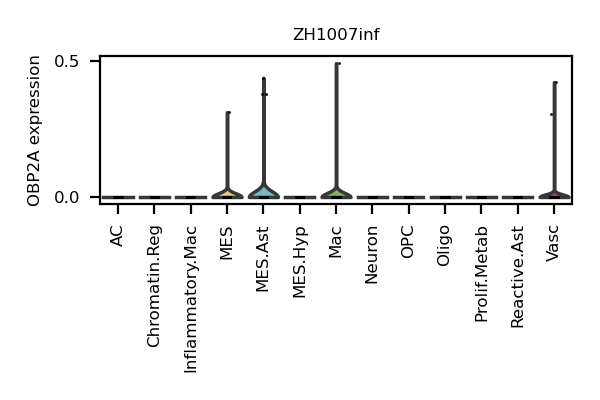 ZH1007inf
OBP2A expression
0.5
0.0
AC
Chromatin.Reg
Inflammatory.Mac
MES
MES.Ast
MES.Hyp
Mac
Neuron
OPC
Oligo
Prolif.Metab
Reactive.Ast
Vasc